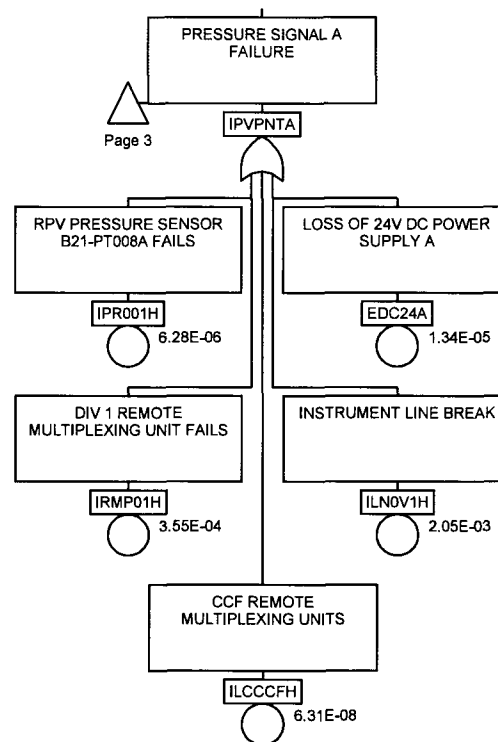 PRESSURE SIGNAL A
FAILURE
Page 3
IPVPNTA
RPV PRESSURE SENSOR
B21-PT008A FAILS
IPR001H
6.28E-06
LOSS OF 24V DC POWER
SUPPLY A
EDC24A
1.34E-05
DIV 1 REMOTE
MULTIPLEXING UNIT FAILS
IRMP01H
3.55E-04
INSTRUMENT LINE BREAK
ILN0V1H
2.05E-03
CCF REMOTE
MULTIPLEXING UNITS
ILCCCFH
6.31E-08